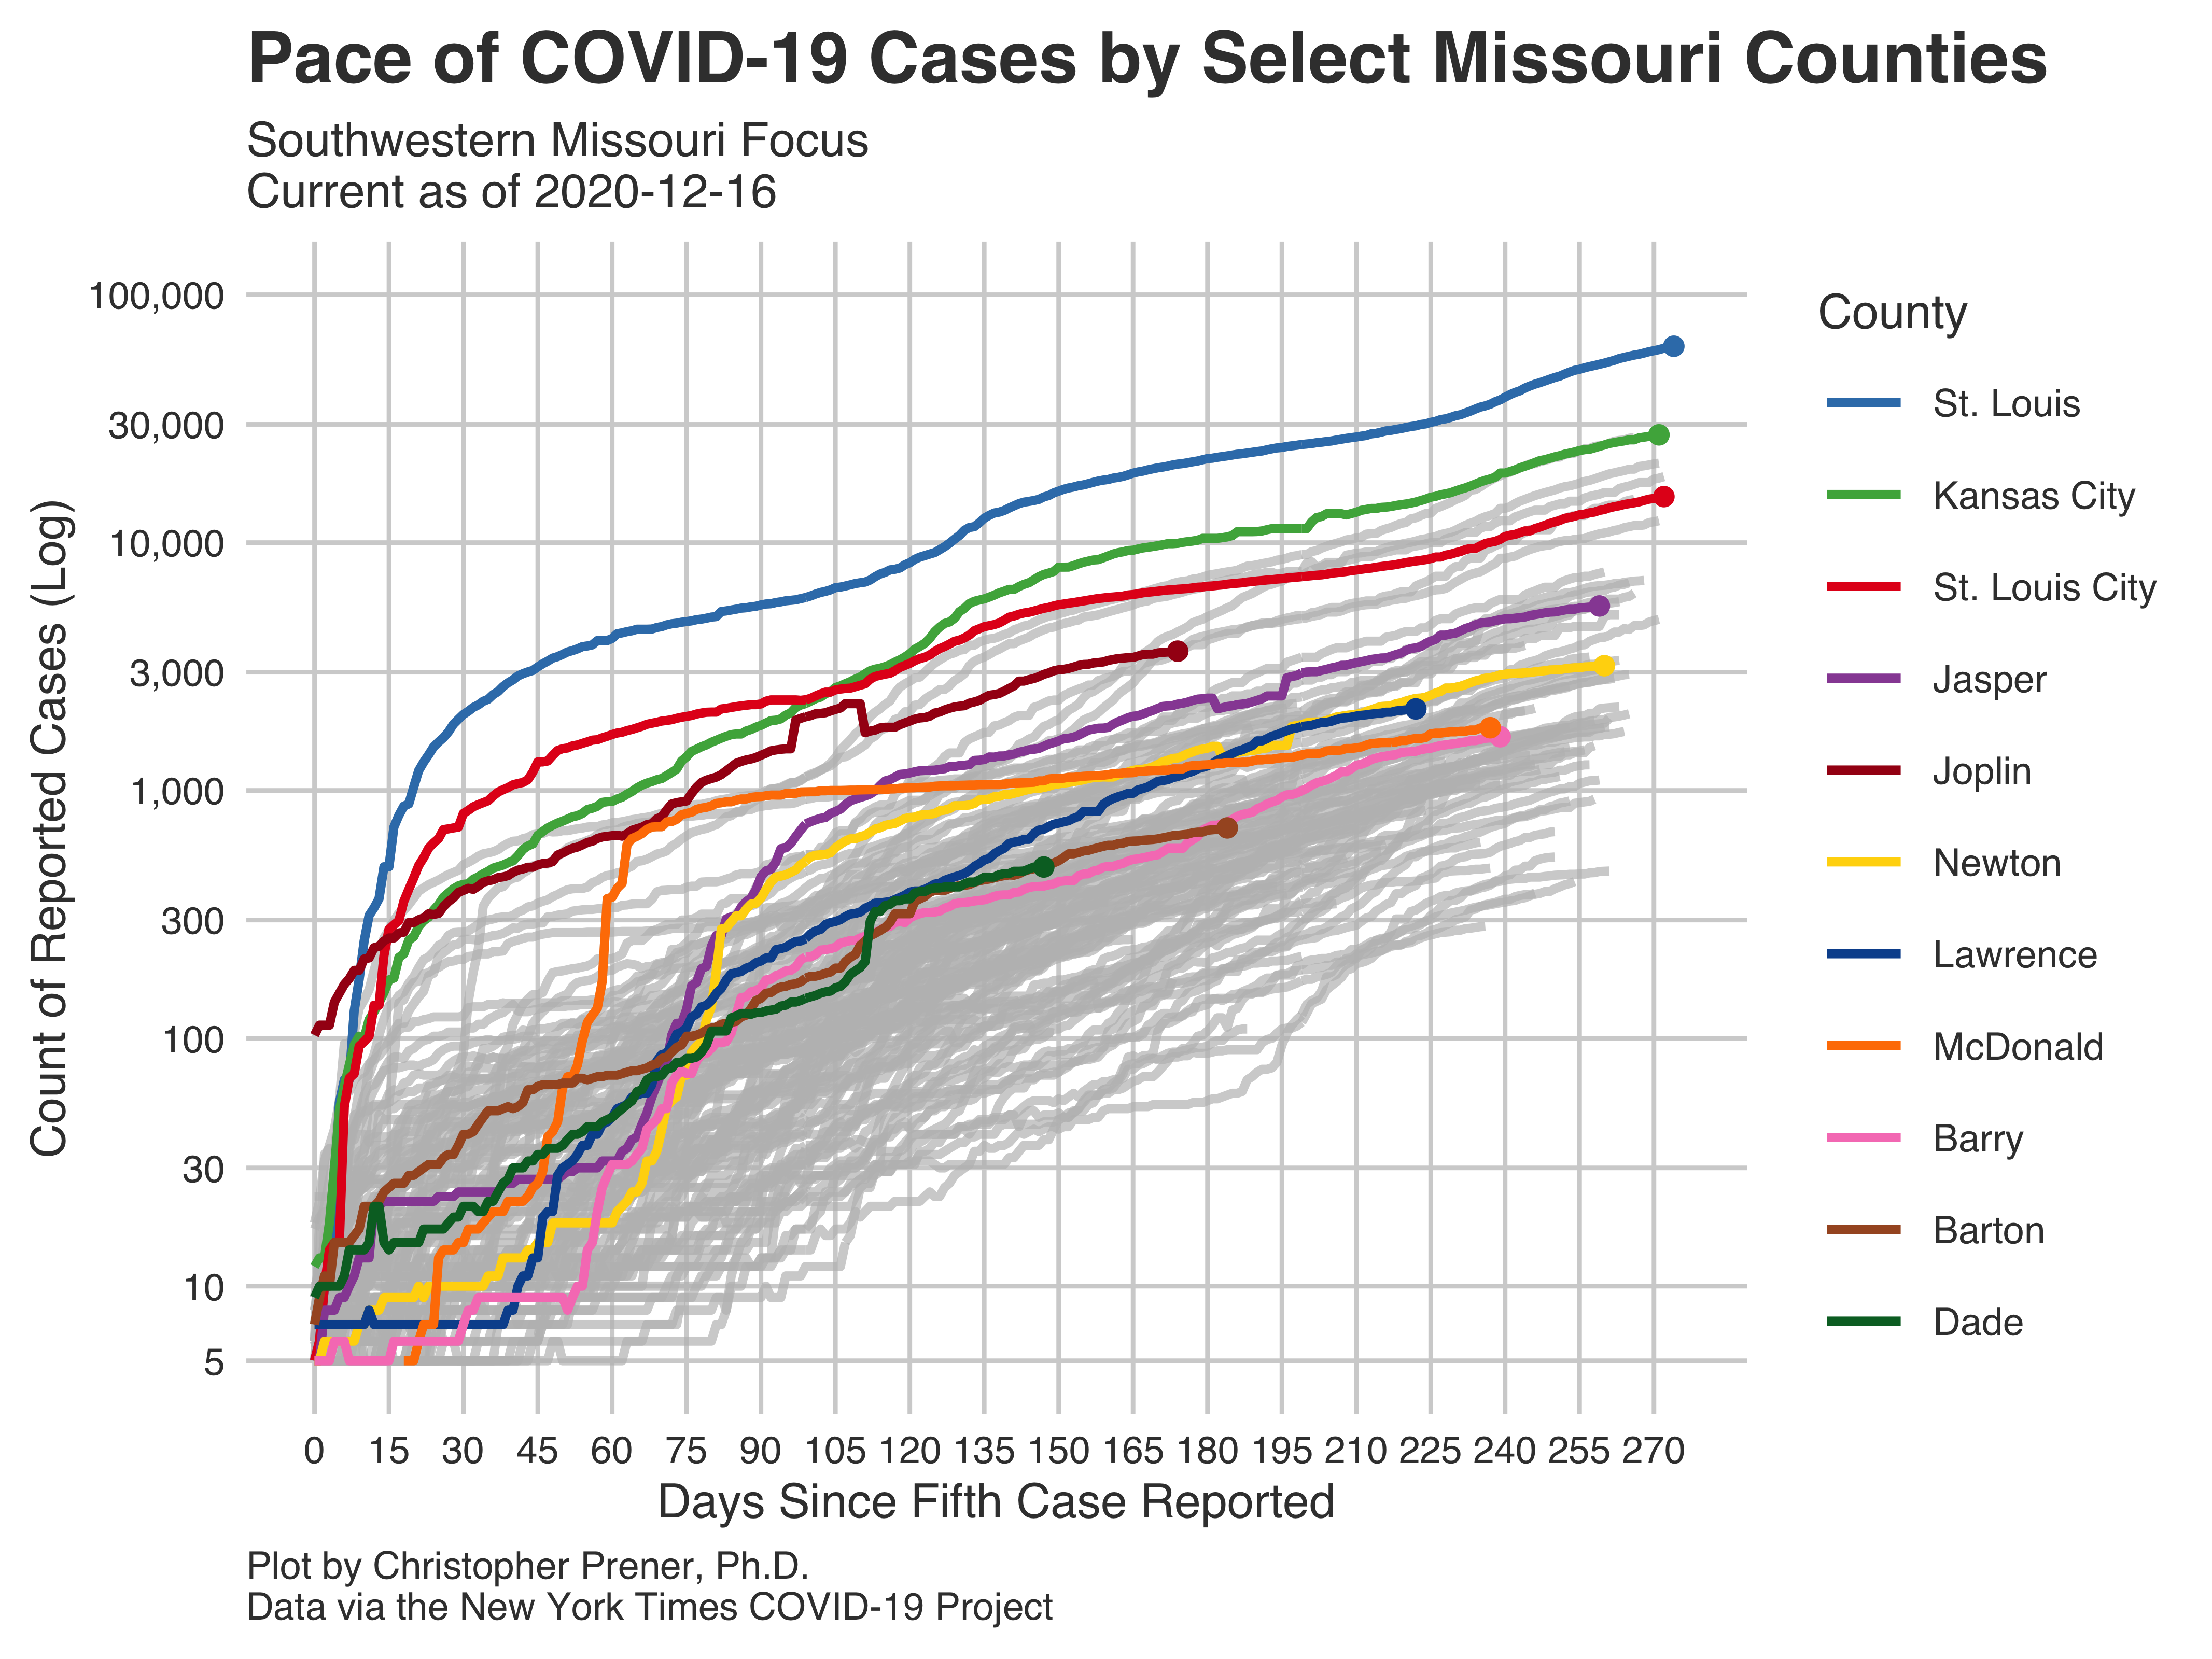 Pace of COVID-19 Cases by Select Missouri Counties
Southwestern Missouri Focus
Current as of 2020-12-16
Count of Reported Cases (Log)
100,000
30,000
10,000
3,000
1,000
300
100
30
10
5
0 15 30 45 60 75 90 105 120 135 150 165 180 195 210 225 240 255 270
Days Since Fifth Case Reported
County
St. Louis
Kansas City
St. Louis City
Jasper
Joplin
Newton
Lawrence
McDonald
Barry
Barton
Dade
Plot by Christopher Prener, Ph.D.
Data via the New York Times COVID-19 Project